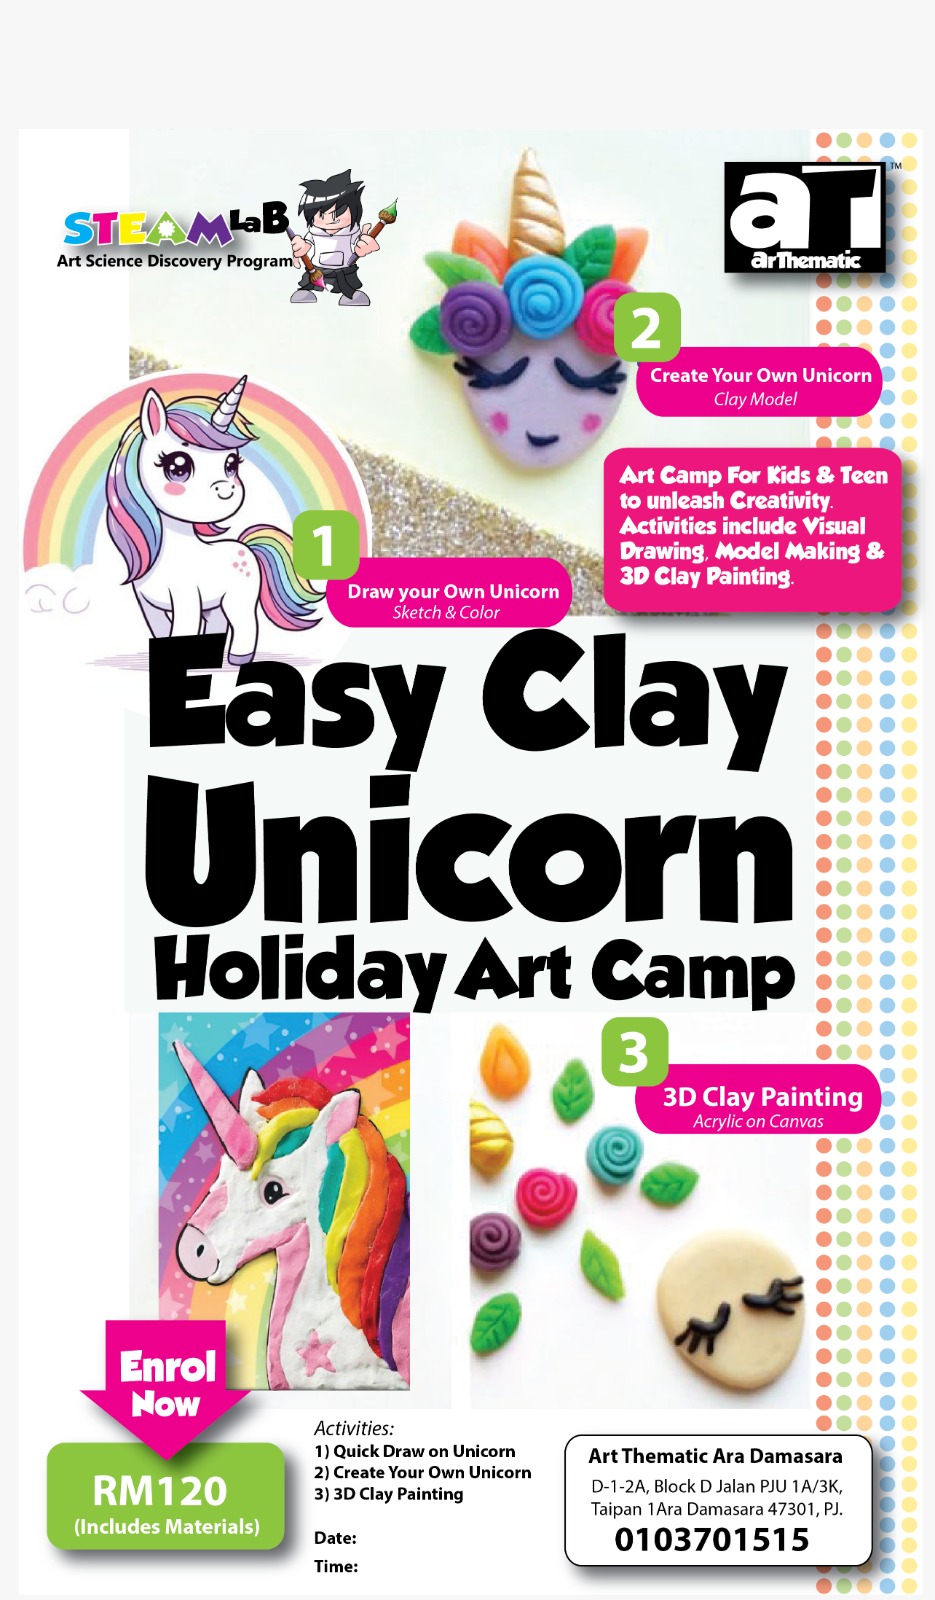 STEAM LaB
Art Science Discovery Program
aT
arThematic
TM
2
Create Your Own Unicorn
Clay Model
Art Camp For Kids & Teen
to unleash Creativity.
Activities include Visual
Drawing, Model Making &
3D Clay Painting.
1
Draw your Own Unicorn
Sketch & Color
Easy Clay
Unicorn
Holiday Art Camp
3
3D Clay Painting
Acrylic on Canvas
Enrol
Now
RM120
(Includes Materials)
Activities:
1) Quick Draw on Unicorn
2) Create Your Own Unicorn
3) 3D Clay Painting
Date:
Time:
Art Thematic Ara Damasara
D-1-2A, Block D Jalan PJU 1A/3K,
Taipan 1Ara Damasara 47301, PJ.
0103701515